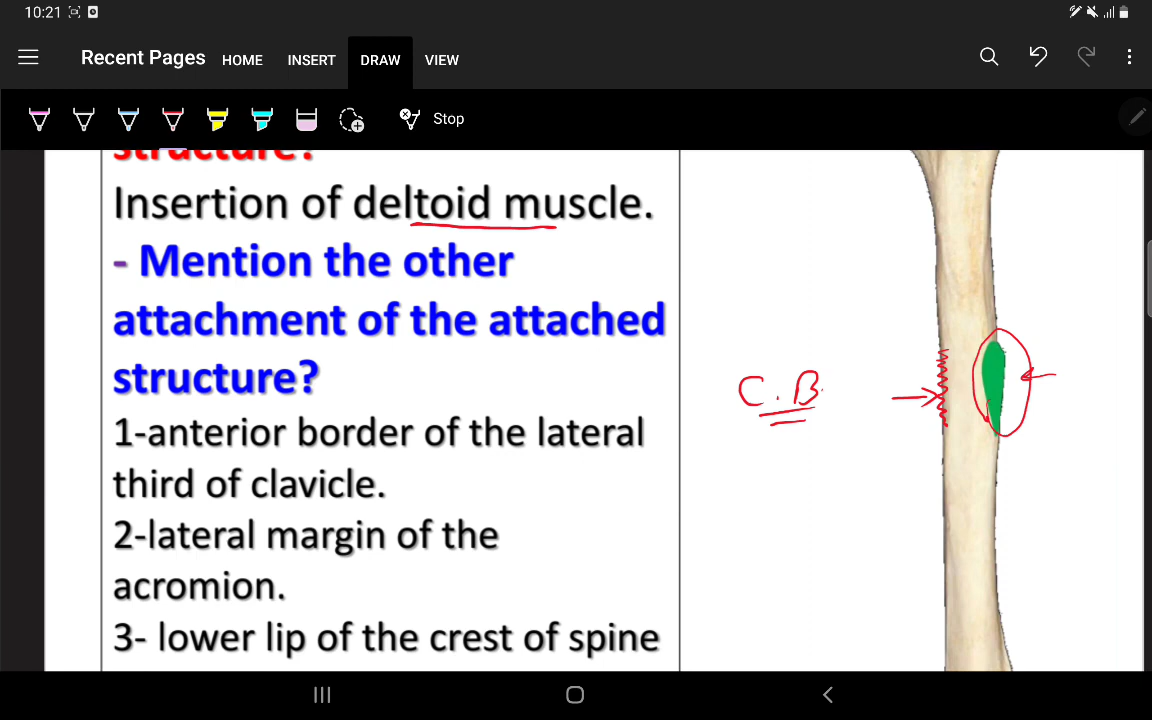 10:21
Recent Pages HOME INSERT DRAW VIEW
Stop
structure?
Insertion of deltoid muscle.
- Mention the other
attachment of the attached
structure?
1-anterior border of the lateral
third of clavicle.
2-lateral margin of the
acromion.
3- lower lip of the crest of spine
C.B.